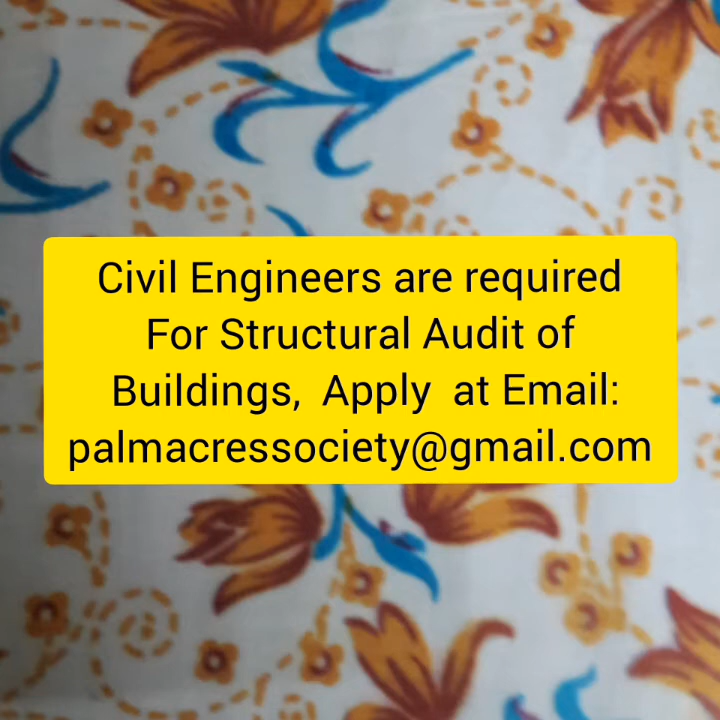 Civil Engineers are required
For Structural Audit of
Buildings,  Apply  at Email:
palmacressociety@gmail.com